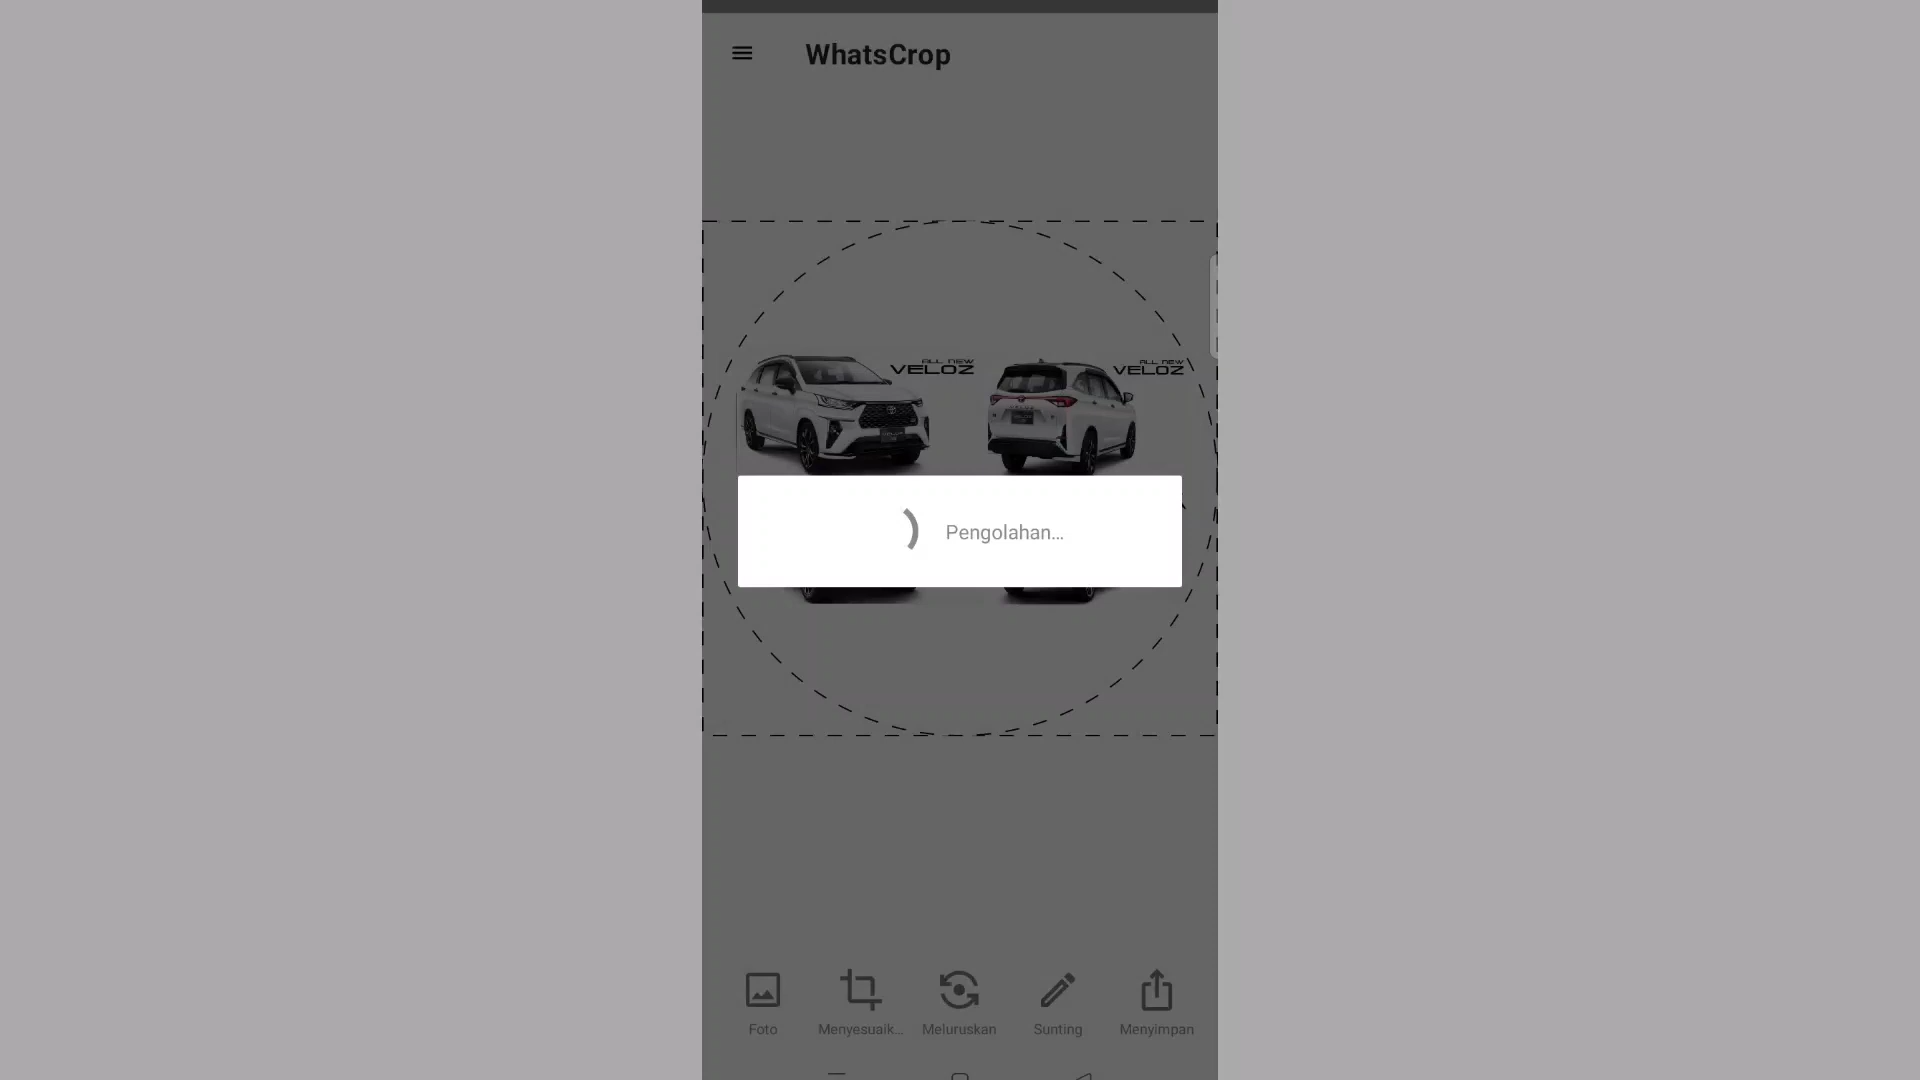 WhatsCrop
ALL NEW
VELOZ
ALL NEW
VELOZ
Pengolahan...
Foto
Menyesuaik...
Meluruskan
Sunting
Menyimpan